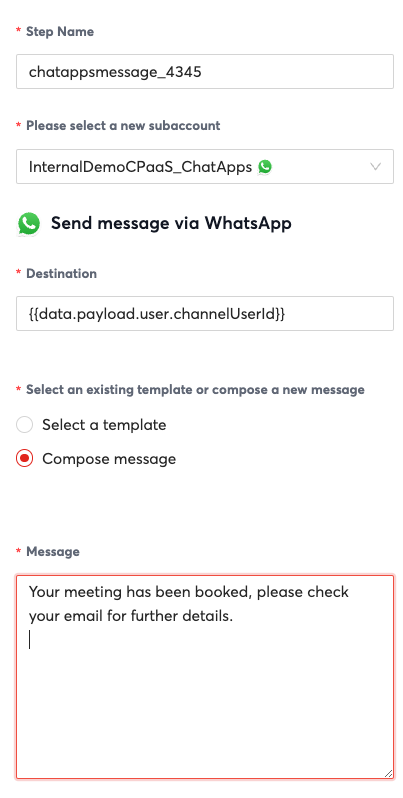 * Step Name
chatappsmessage_4345
* Please select a new subaccount
InternalDemoCPaaS_ChatApps
Send message via WhatsApp
* Destination
{{data.payload.user.channelUserId}}
* Select an existing template or compose a new message
Select a template
Compose message
* Message
Your meeting has been booked, please check
your email for further details.